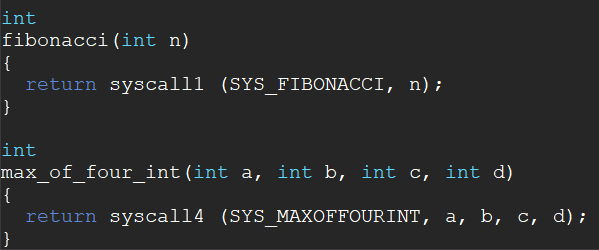 int
fibonacci(int n)
{
  return syscall1 (SYS_FIBONACCI, n);
}

int
max_of_four_int(int a, int b, int c, int d)
{
  return syscall4 (SYS_MAXOFFOURINT, a, b, c, d);
}